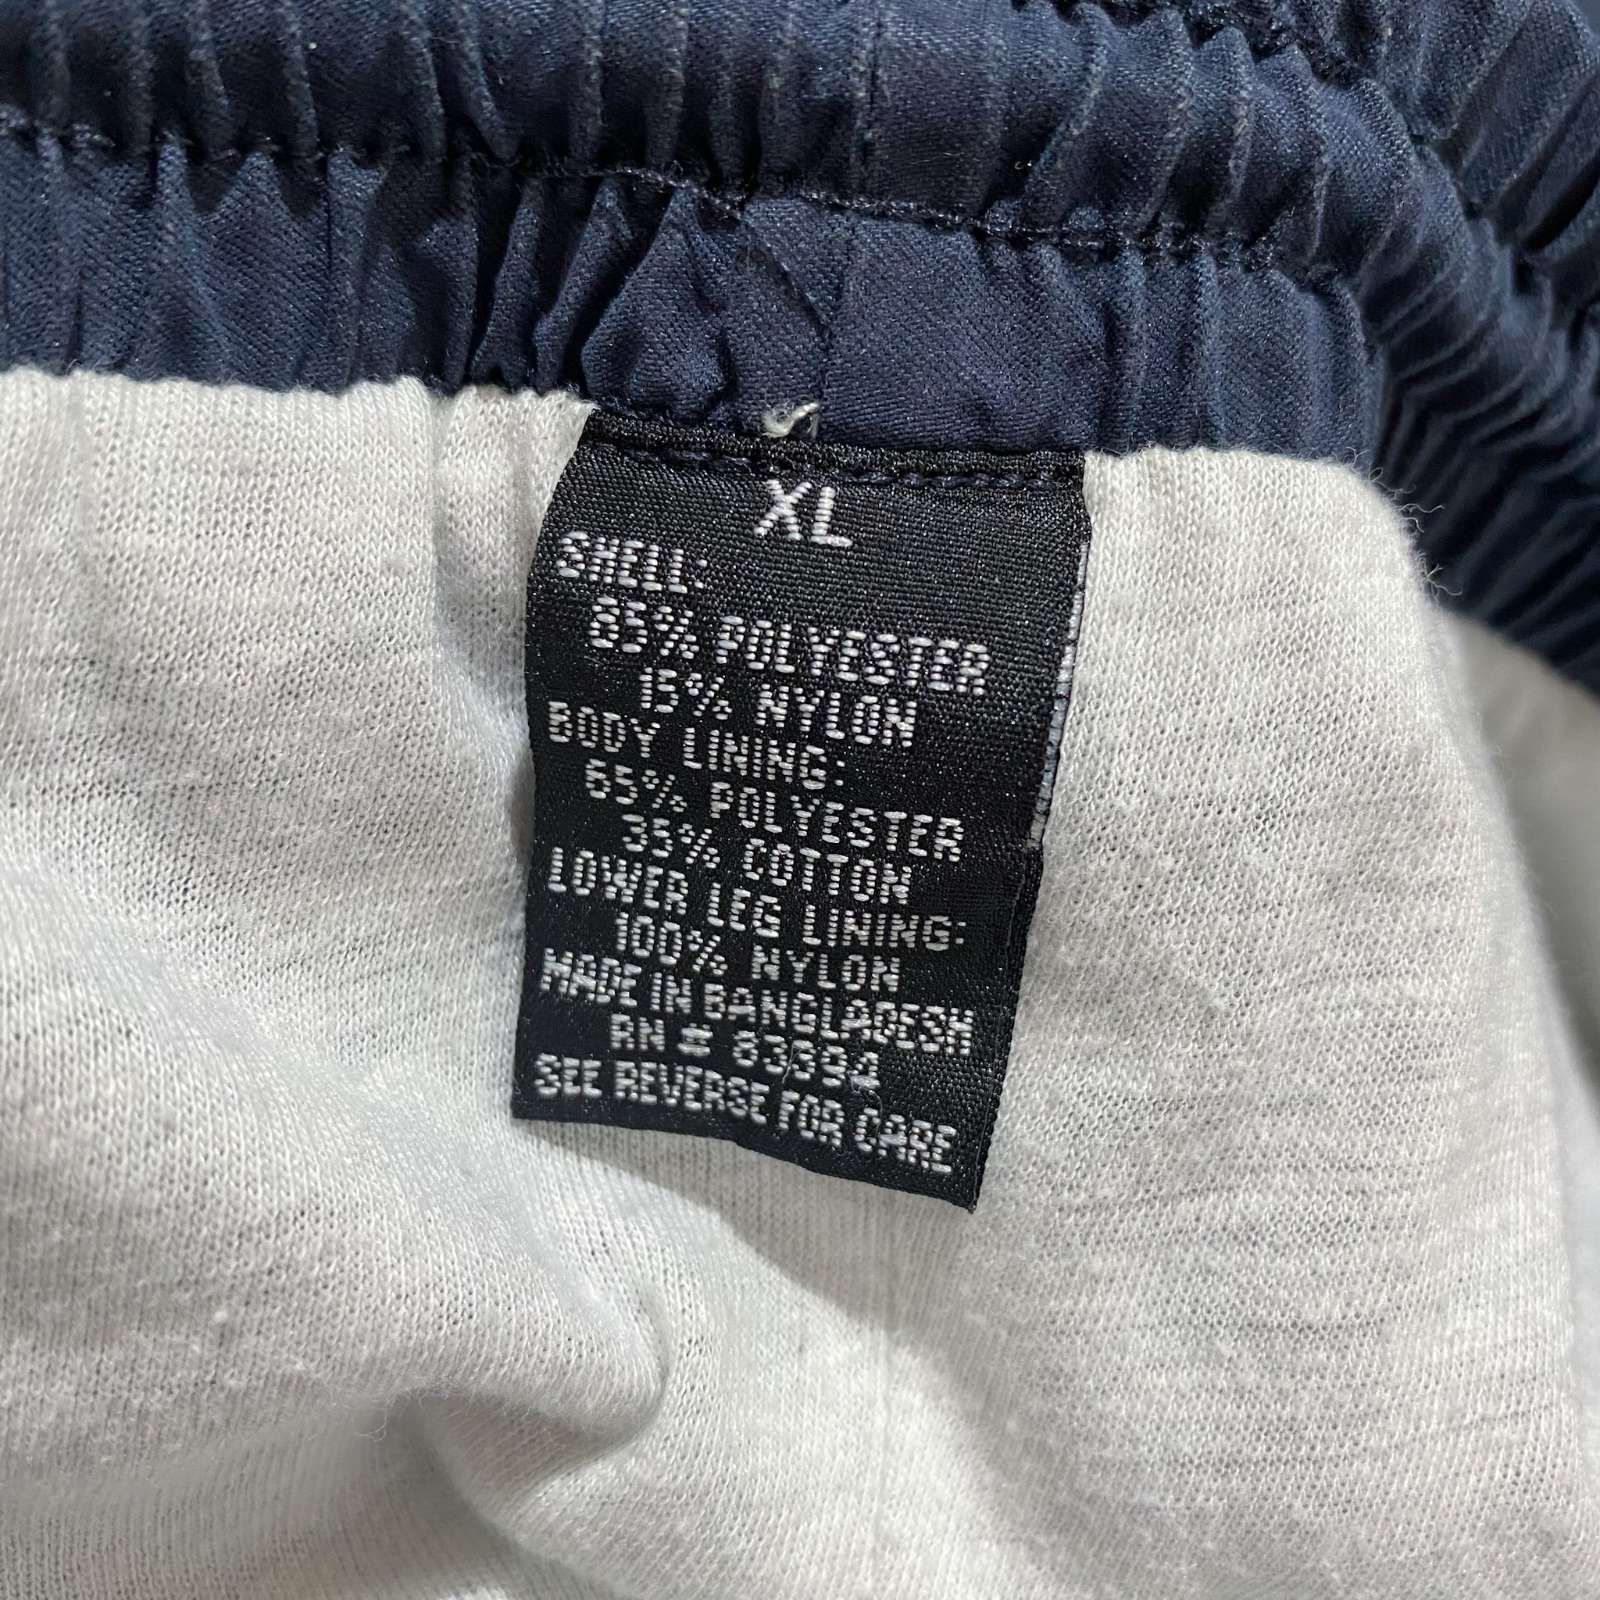 XL
SHELL:
85% POLYESTER
15% NYLON
BODY LINING:
65% POLYESTER
35% COTTON
LOWER LEG LINING:
100% NYLON
MADE IN BANGLADESH
RN # 83394
SEE REVERSE FOR CARE